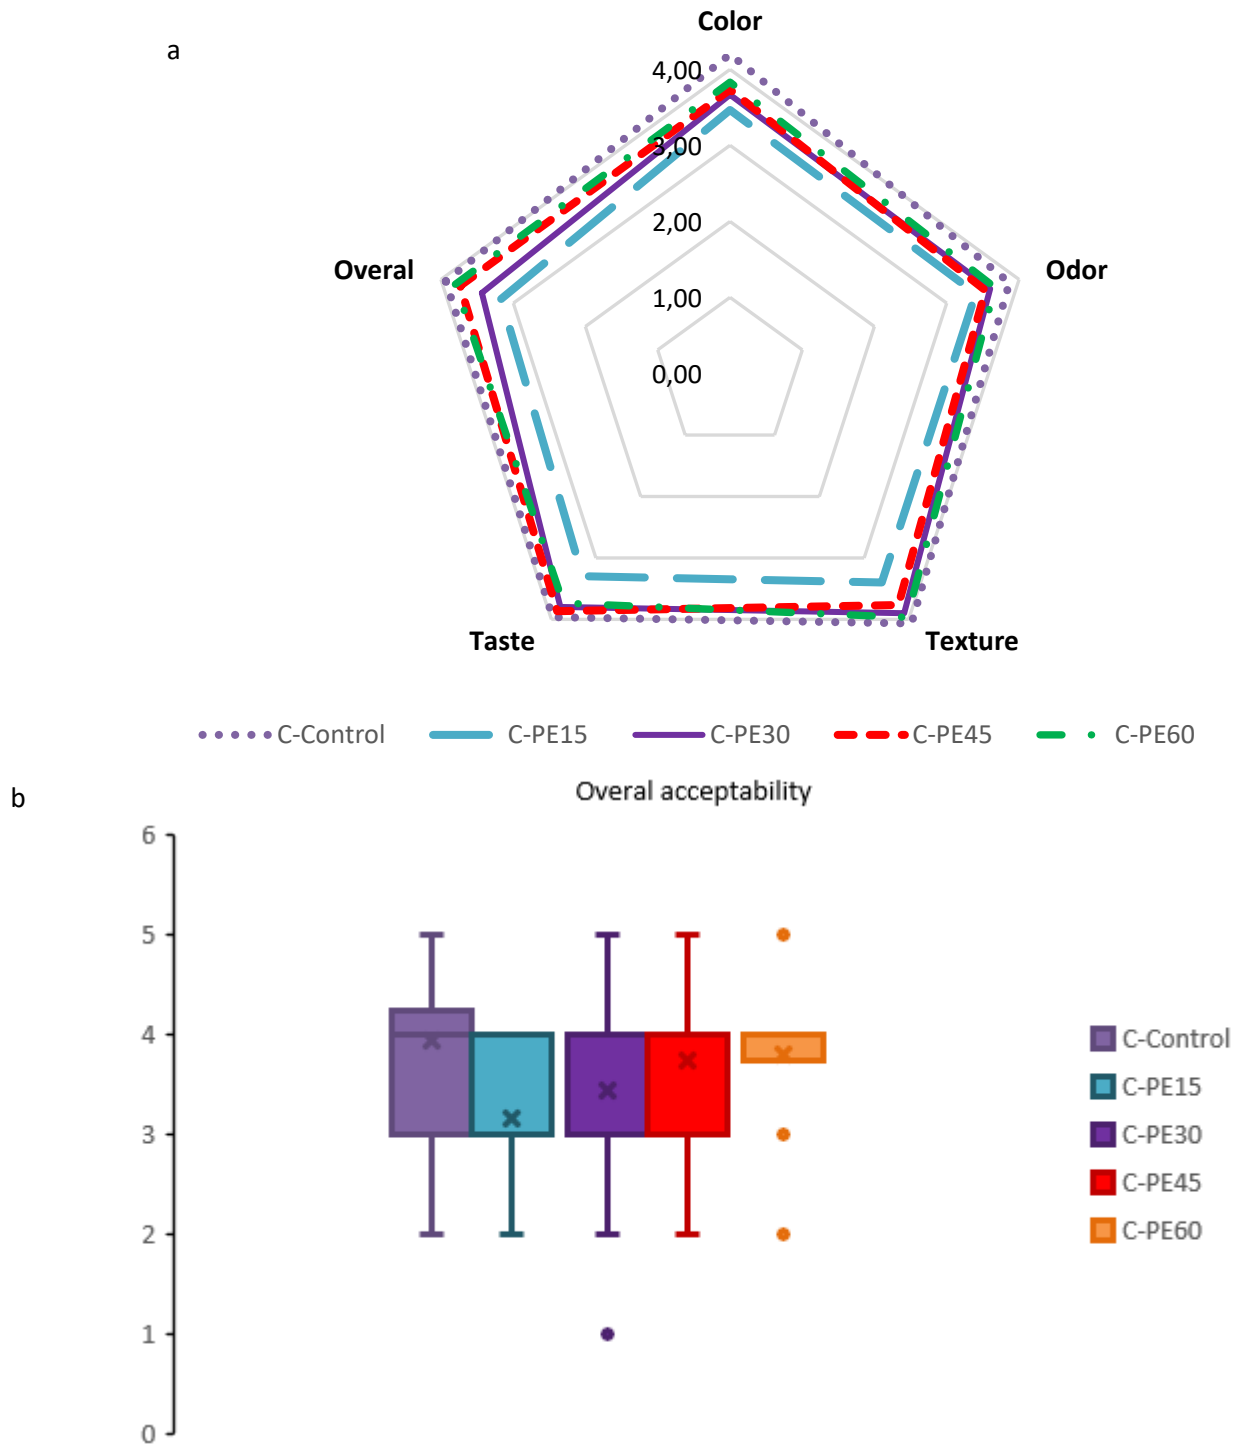 a
Color
4,00
3,00
2,00
1,00
0,00
Overal
Odor
Taste
Texture
C-Control C-PE15 C-PE30 C-PE45 C-PE60
b
Overal acceptability
6
5
4
3
2
1
0
C-Control
C-PE15
C-PE30
C-PE45
C-PE60